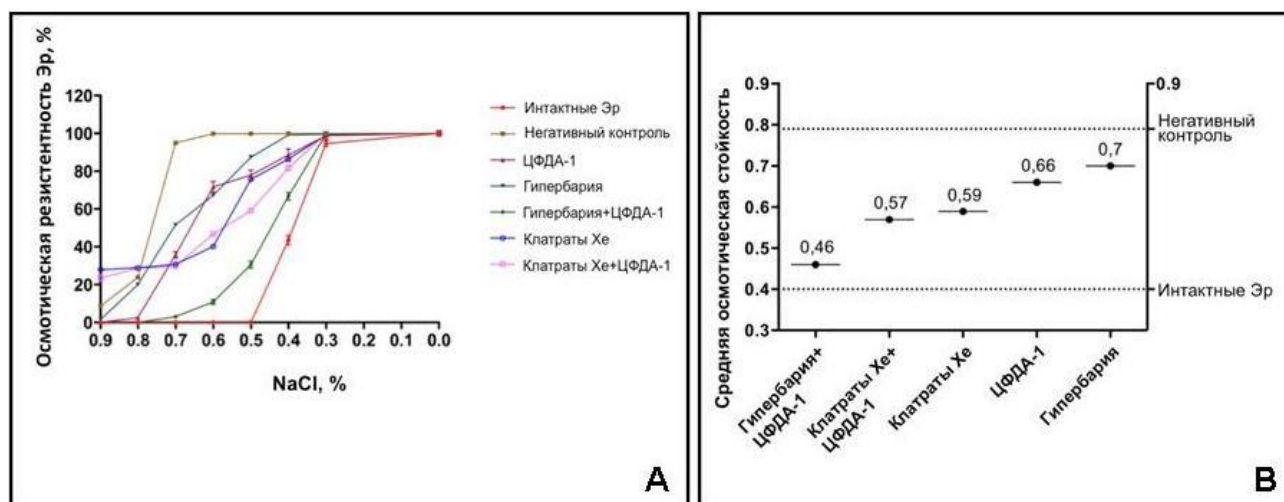 Осмотическая резистентность Эр, %
120
100
80
60
40
20
0
0.9 0.8 0.7 0.6 0.5 0.4 0.3 0.2 0.1 0.0
NaCl, %
Интактные Эр
Негативный контроль
ЦФДА-1
Гипербария
Гипербария+ЦФДА-1
Клатраты Xe
Клатраты Xe+ЦФДА-1
A
Средняя осмотическая стойкость
0.9
0.8
0.7
0.6
0.5
0.4
0.3
0,46
0,57
0,59
0,66
0,7
0.9
Негативный
контроль
Интактные Эр
Гипербария+
ЦФДА-1
Клатраты Xe+
ЦФДА-1
Клатраты Xe
ЦФДА-1
Гипербария
B